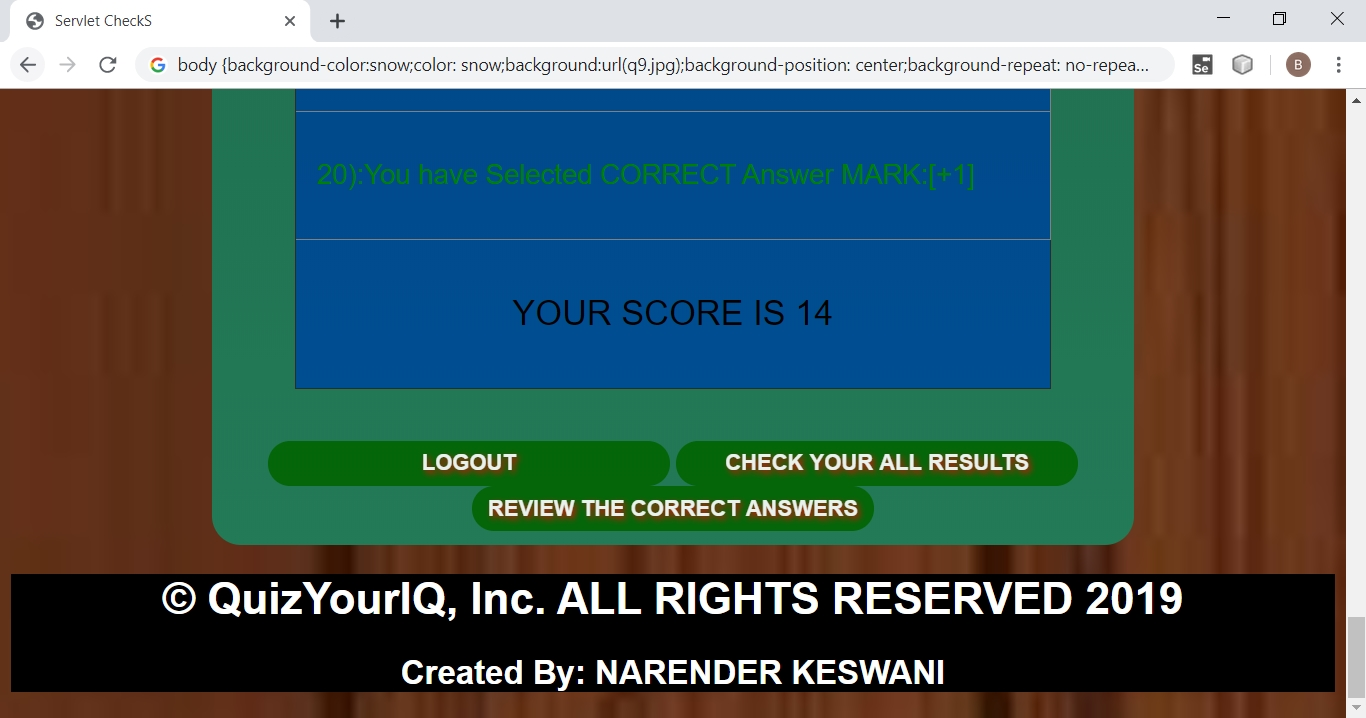 Servlet CheckS
body {background-color:snow;color: snow;background:url(q9.jpg);background-position: center;background-repeat: no-repea...
Se
B
20):You have Selected CORRECT Answer MARK:[+1]
YOUR SCORE IS 14
LOGOUT
CHECK YOUR ALL RESULTS
REVIEW THE CORRECT ANSWERS
© QuizYourIQ, Inc. ALL RIGHTS RESERVED 2019
Created By: NARENDER KESWANI